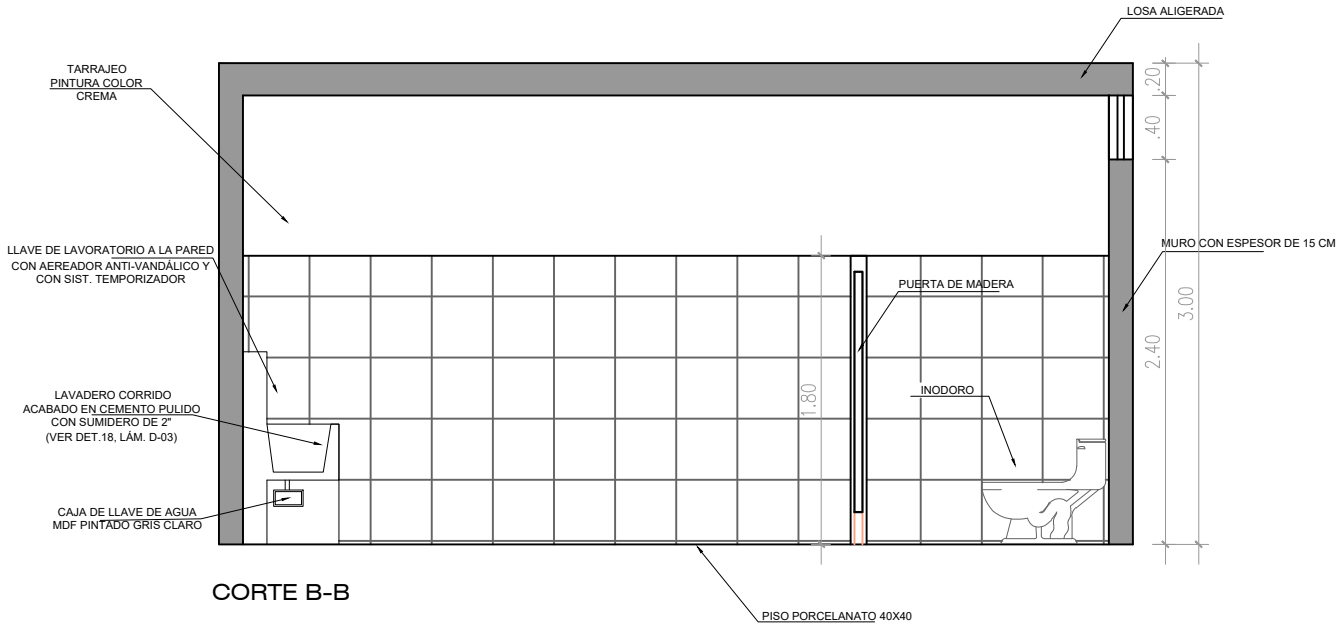 LOSA ALIGERADA
TARRAJEO
PINTURA COLOR
CREMA
.20
.40
LLAVE DE LAVORATORIO A LA PARED
CON AEREADOR ANTI-VANDÁLICO Y
CON SIST. TEMPORIZADOR
MURO CON ESPESOR DE 15 CM
PUERTA DE MADERA
3.00
2.40
1.80
INODORO
LAVADERO CORRIDO
ACABADO EN CEMENTO PULIDO
CON SUMIDERO DE 2"
(VER DET.18, LÁM. D-03)
CAJA DE LLAVE DE AGUA
MDF PINTADO GRIS CLARO
CORTE B-B
PISO PORCELANATO 40X40